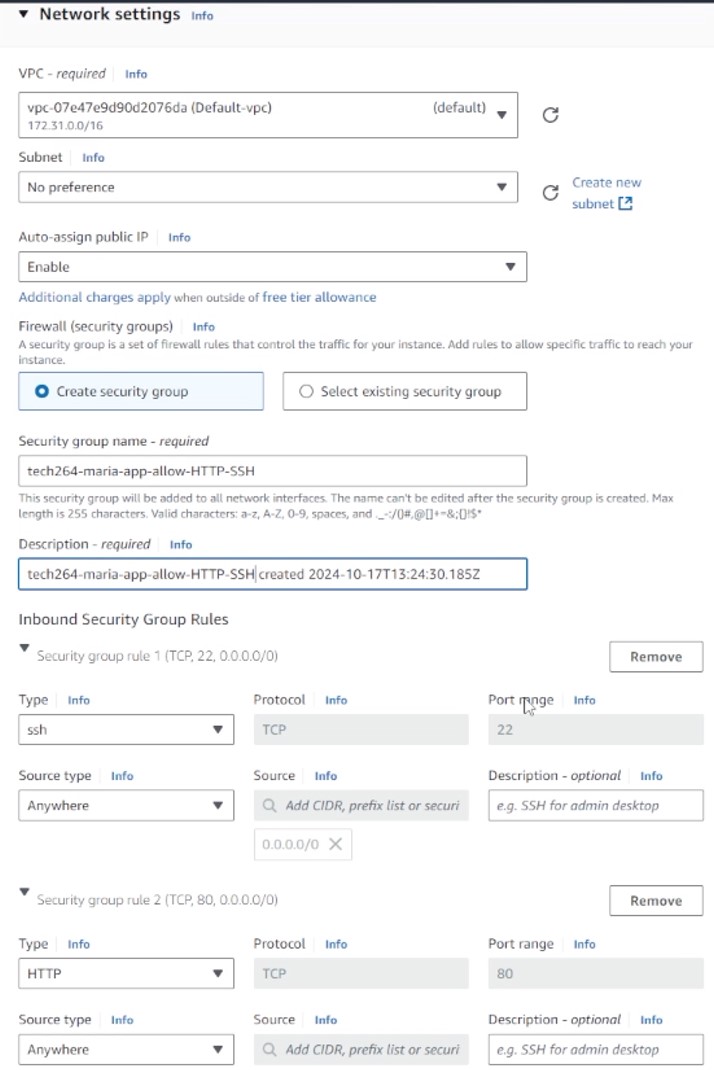 Network settings Info
VPC - required Info
vpc-07e47e9d90d2076da (Default-vpc) (default)
172.31.0.0/16
Subnet Info
No preference
Create new
subnet
Auto-assign public IP Info
Enable
Additional charges apply when outside of free tier allowance
Firewall (security groups) Info
A security group is a set of firewall rules that control the traffic for your instance. Add rules to allow specific traffic to reach your
instance.
Create security group Select existing security group
Security group name - required
tech264-maria-app-allow-HTTP-SSH
This security group will be added to all network interfaces. The name can't be edited after the security group is created. Max
length is 255 characters. Valid characters: a-z, A-Z, 0-9, spaces, and ._-:/()#,@[]+=&;{}!$*
Description - required Info
tech264-maria-app-allow-HTTP-SSH created 2024-10-17T13:24:30.185Z
Inbound Security Group Rules
Security group rule 1 (TCP, 22, 0.0.0.0/0) Remove
Type Info Protocol Info Port range Info
ssh TCP 22
Source type Info Source Info Description - optional Info
Anywhere Add CIDR, prefix list or securi e.g. SSH for admin desktop
0.0.0.0/0
Security group rule 2 (TCP, 80, 0.0.0.0/0) Remove
Type Info Protocol Info Port range Info
HTTP TCP 80
Source type Info Source Info Description - optional Info
Anywhere Add CIDR, prefix list or securi e.g. SSH for admin desktop